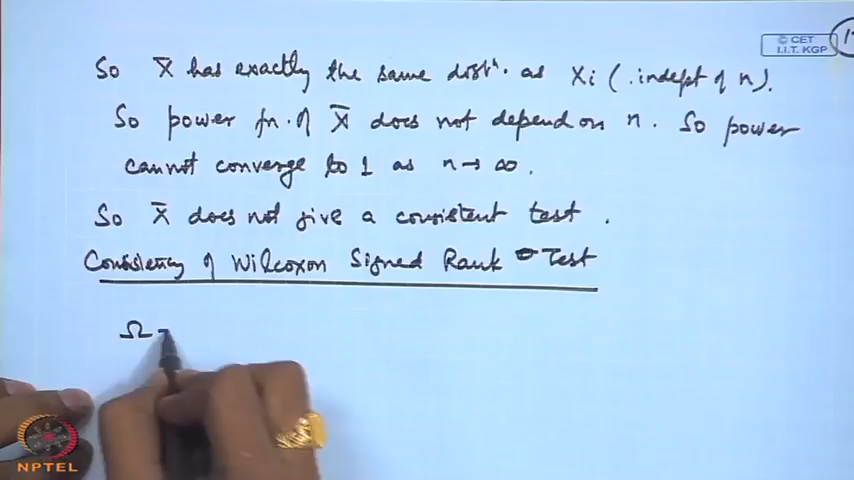 © CET
I.I.T. KGP
So X̄ has exactly the same distⁿ. as Xi (indept of n).
So power fn. of X̄ does not depend on n. So power
cannot converge to 1 as n → ∞.
So X̄ does not give a consistent test.
Consistency of Wilcoxon Signed Rank Test
Ω =
NPTEL